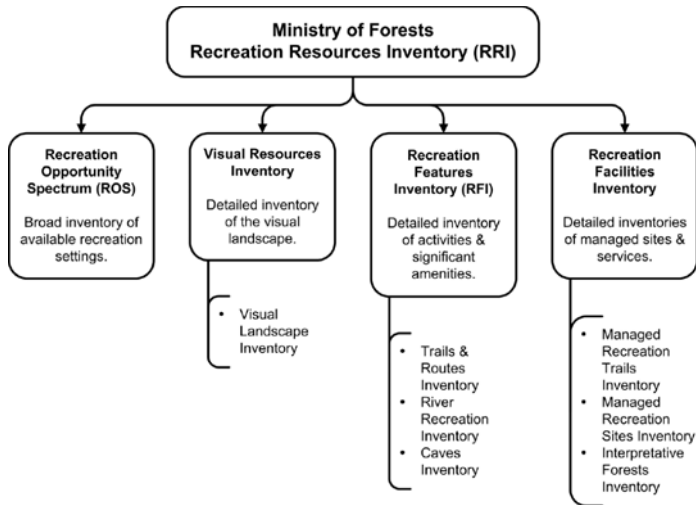 Ministry of Forests
Recreation Resources Inventory (RRI)
Recreation
Opportunity
Spectrum (ROS)
Broad inventory of
available recreation
settings.
Visual Resources
Inventory
Detailed inventory
of the visual
landscape.
• Visual
Landscape
Inventory
Recreation
Features
Inventory (RFI)
Detailed inventory
of activities &
significant
amenities.
• Trails &
Routes
Inventory
• River
Recreation
Inventory
• Caves
Inventory
Recreation
Facilities
Inventory
Detailed inventories
of managed sites &
services.
• Managed
Recreation
Trails
Inventory
• Managed
Recreation
Sites Inventory
• Interpretative
Forests
Inventory